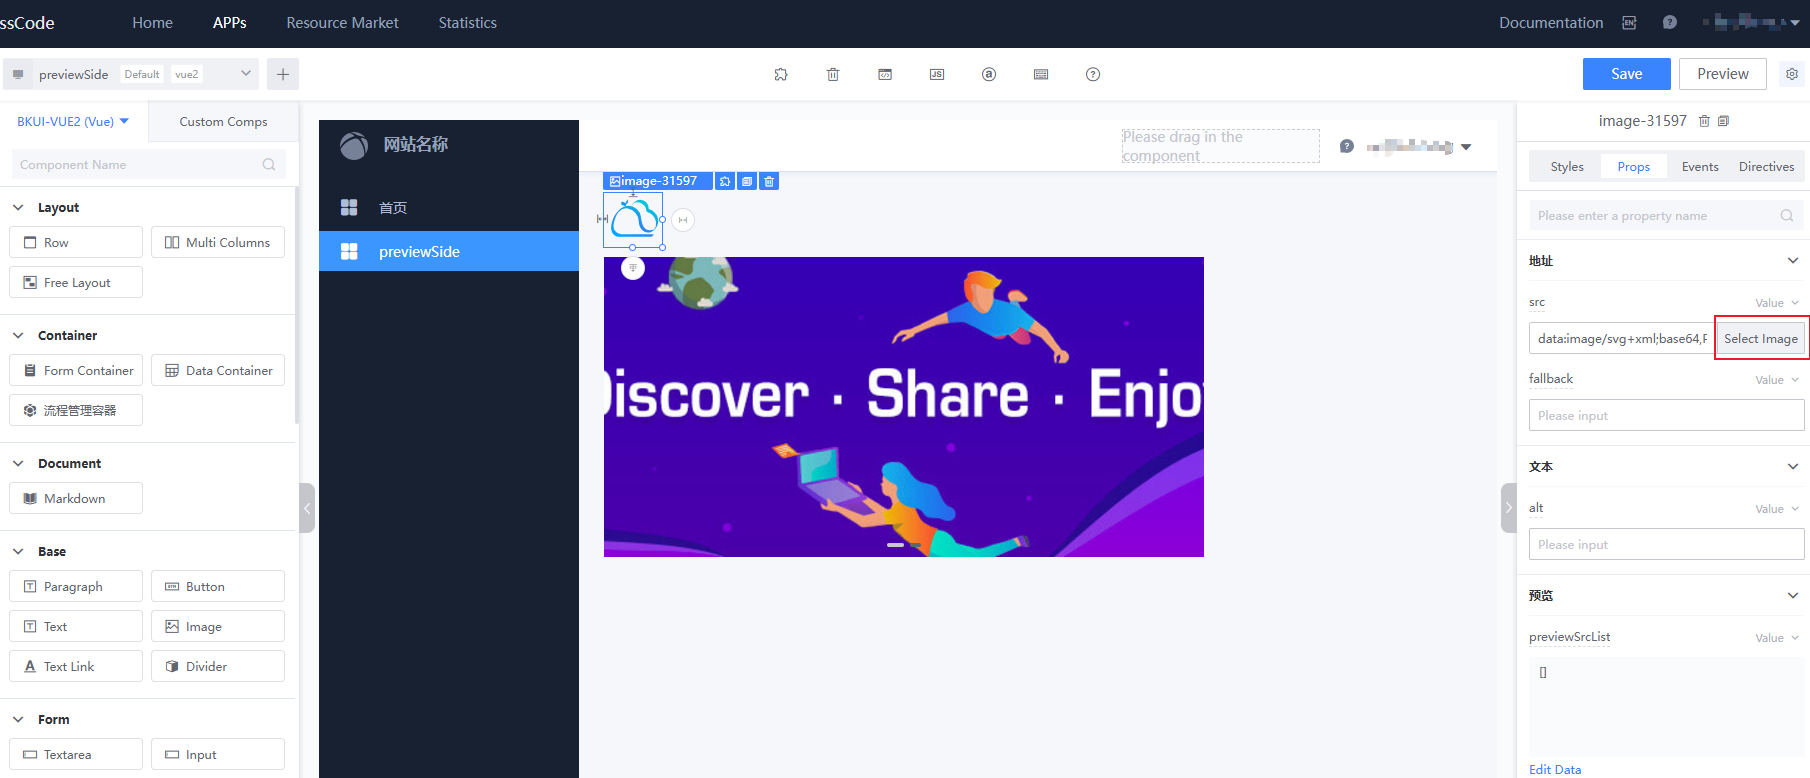 ssCode
Home
APPs
Resource Market
Statistics
Documentation
EN
previewSide
Default
vue2
JS
Save
Preview
BKUI-VUE2 (Vue)
Custom Comps
Component Name
Layout
Row
Multi Columns
Free Layout
Container
Form Container
Data Container
流程管理容器
Document
Markdown
Base
Paragraph
Button
Text
Image
Text Link
Divider
Form
Textarea
Input
网站名称
首页
previewSide
Please drag in the
component
image-31597
Discover · Share · Enjo
image-31597
Styles
Props
Events
Directives
Please enter a property name
地址
src
Value
data:image/svg+xml;base64,F
Select Image
fallback
Value
Please input
文本
alt
Value
Please input
预览
previewSrcList
Value
[]
Edit Data